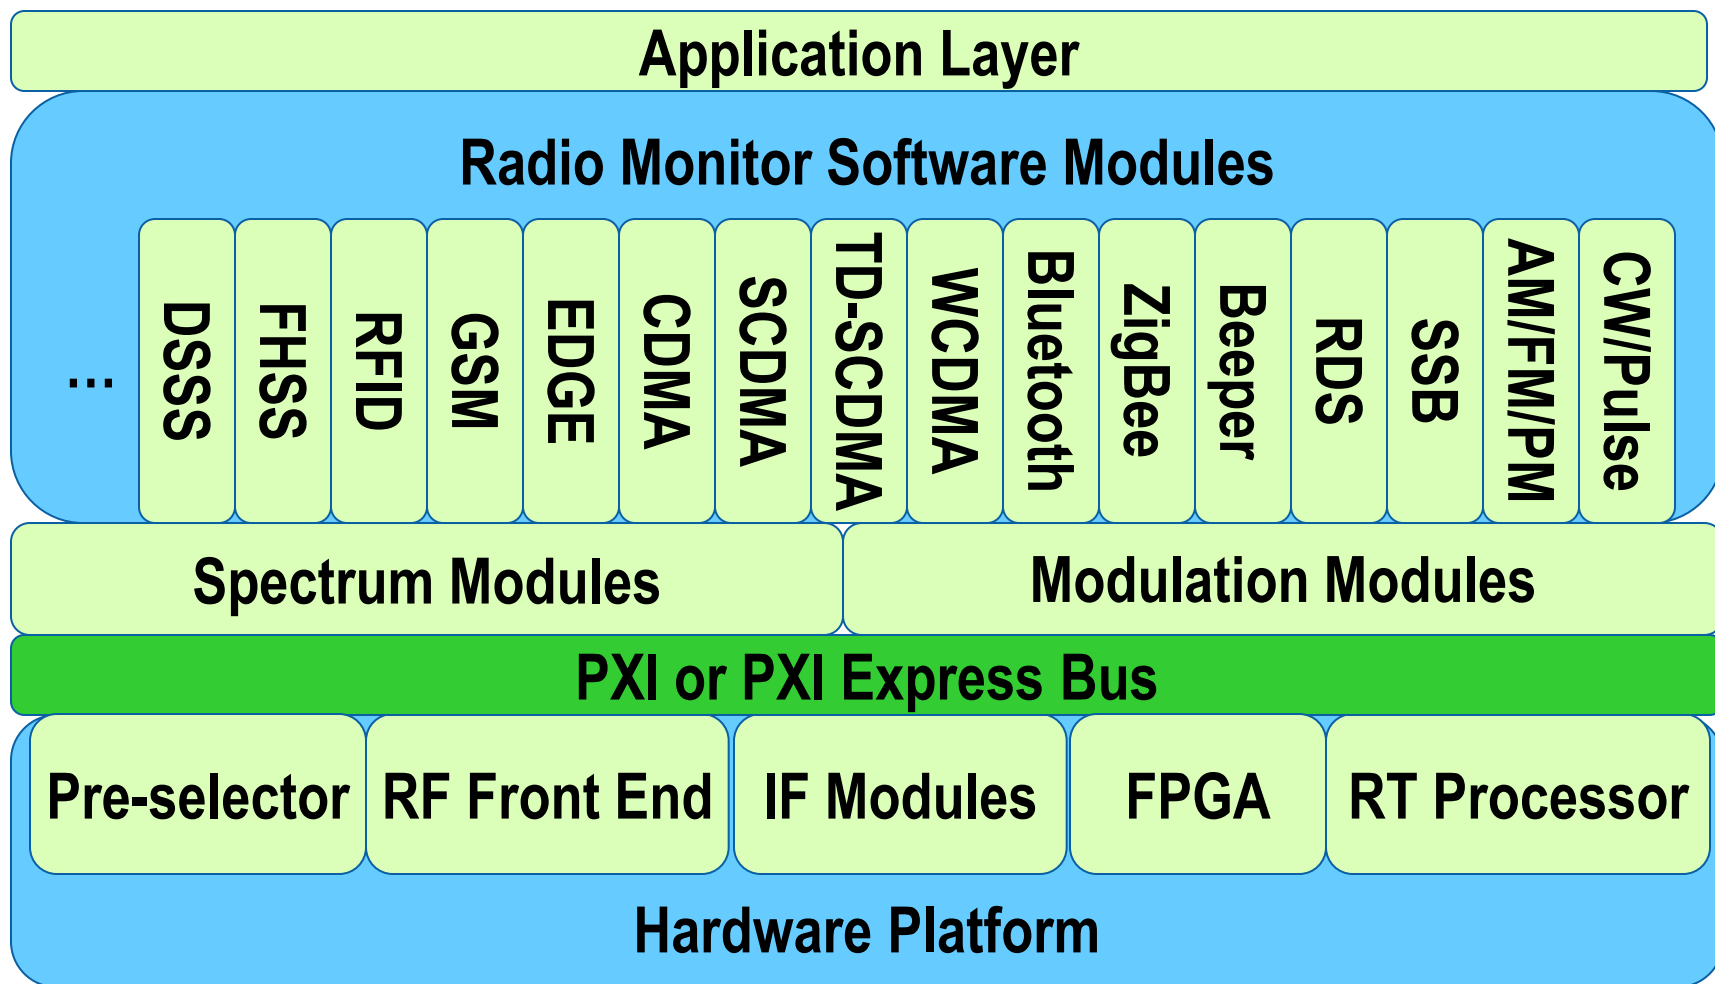 Application Layer
Radio Monitor Software Modules
...
DSSS
FHSS
RFID
GSM
EDGE
CDMA
SCDMA
TD-SCDMA
WCDMA
Bluetooth
ZigBee
Beeper
RDS
SSB
AM/FM/PM
CW/Pulse
Spectrum Modules
Modulation Modules
PXI or PXI Express Bus
Pre-selector
RF Front End
IF Modules
FPGA
RT Processor
Hardware Platform